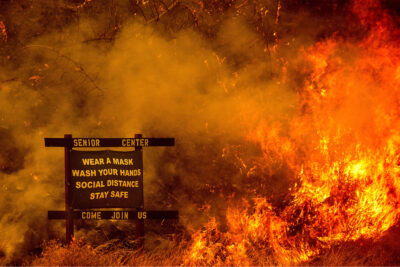 SENIOR CENTER
WEAR A MASK
WASH YOUR HANDS
SOCIAL DISTANCE
STAY SAFE
COME JOIN US